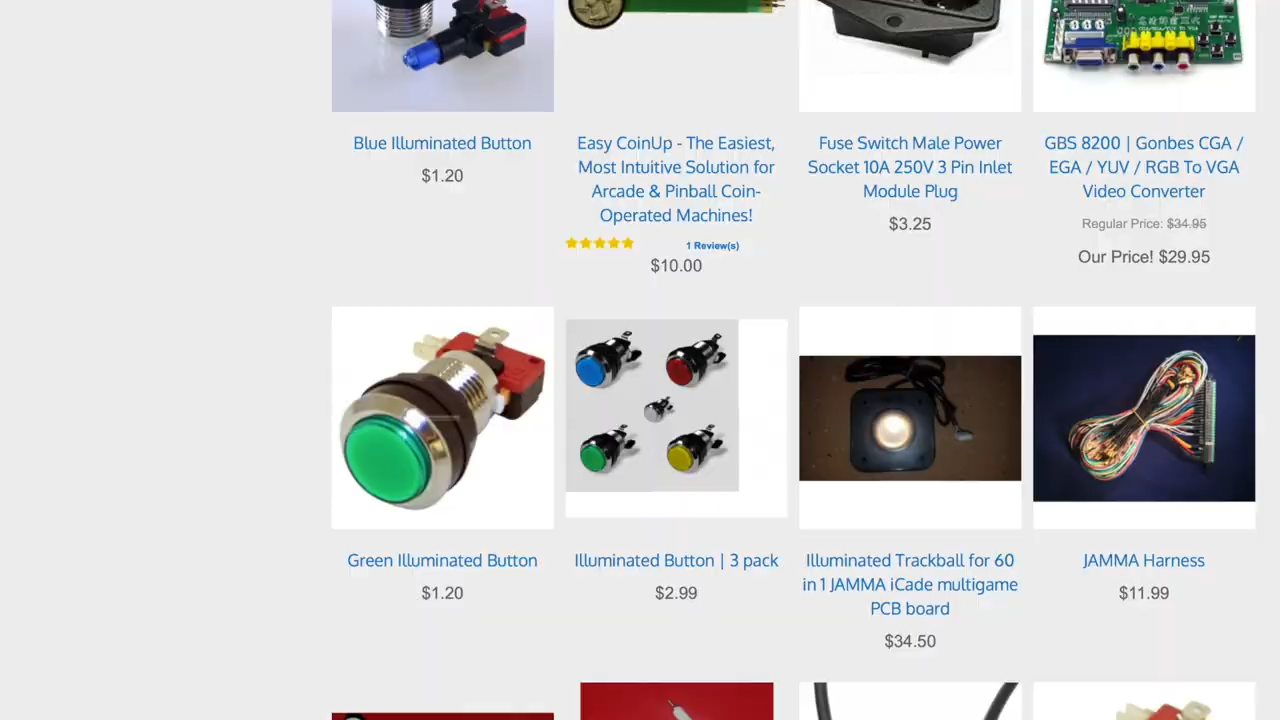 Blue Illuminated Button
$1.20
Easy CoinUp - The Easiest,
Most Intuitive Solution for
Arcade & Pinball Coin-
Operated Machines!
1 Review(s)
$10.00
Fuse Switch Male Power
Socket 10A 250V 3 Pin Inlet
Module Plug
$3.25
GBS 8200 | Gonbes CGA /
EGA / YUV / RGB To VGA
Video Converter
Regular Price: $34.95
Our Price! $29.95
Green Illuminated Button
$1.20
Illuminated Button | 3 pack
$2.99
Illuminated Trackball for 60
in 1 JAMMA iCade multigame
PCB board
$34.50
JAMMA Harness
$11.99